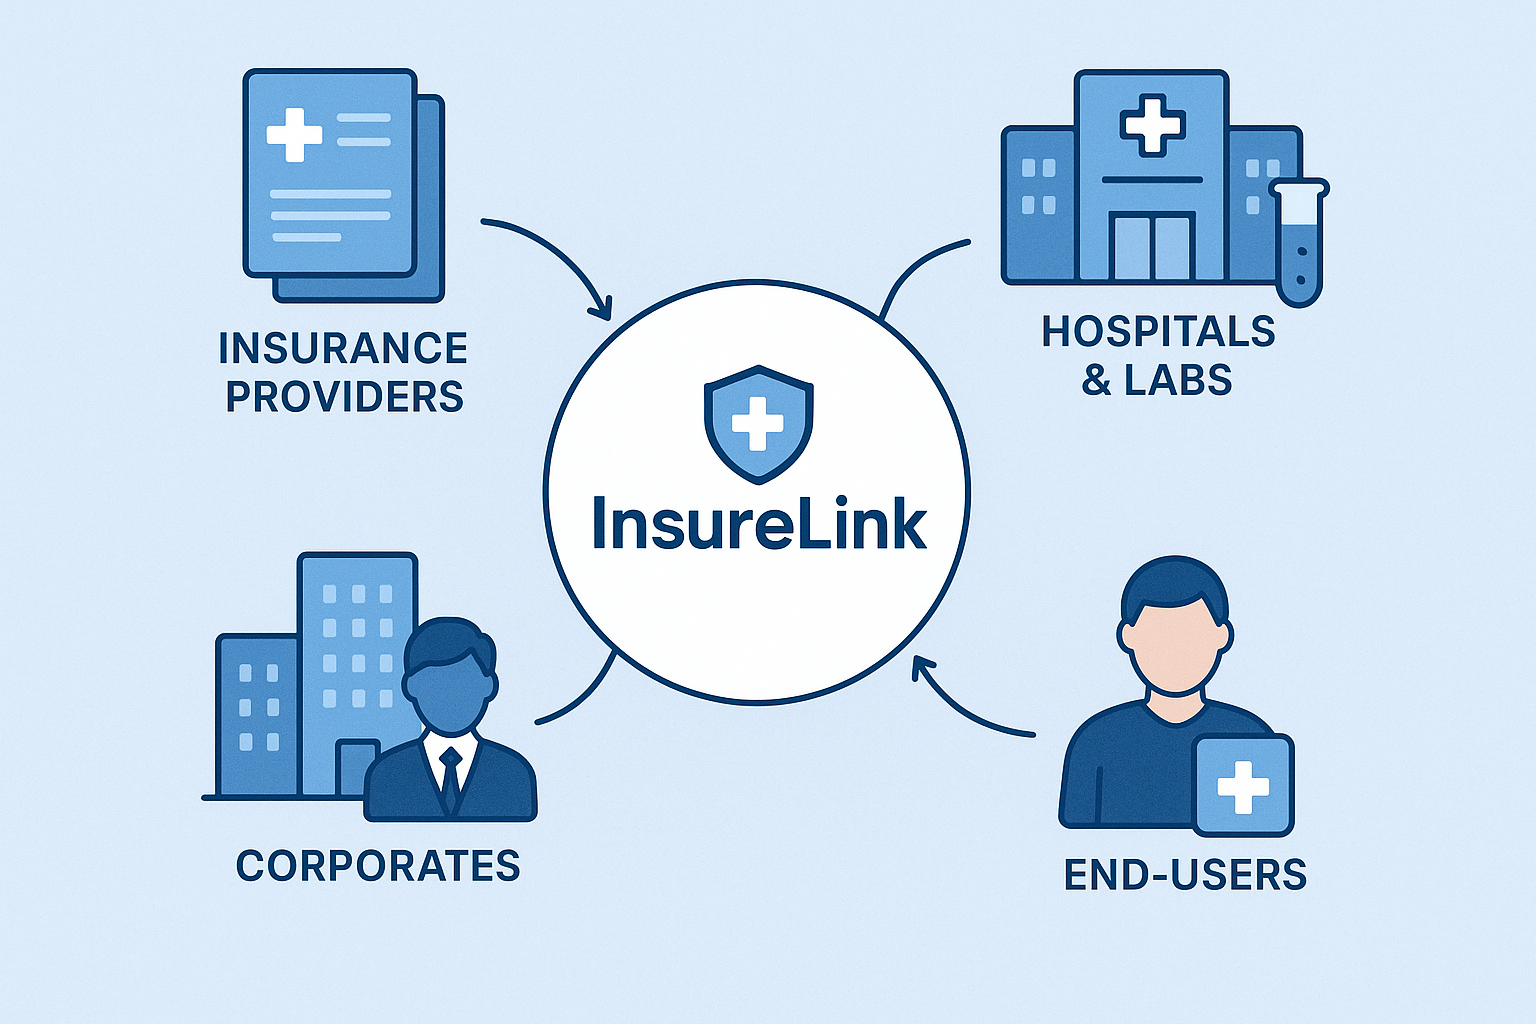 INSURANCE
PROVIDERS
HOSPITALS
& LABS
InsureLink
CORPORATES
END-USERS